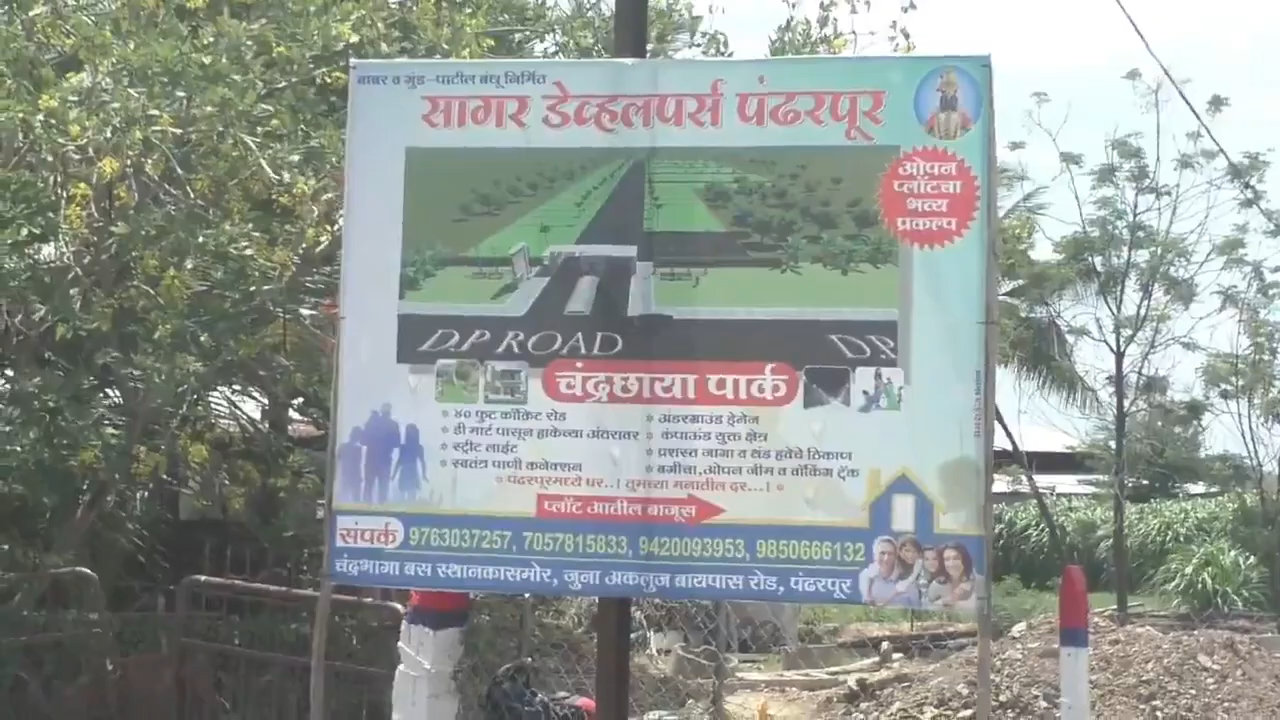 बाबर व गुंड-पाटील बंधू निर्मित
सागर डेव्हलपर्स पंढरपूर
ओपन
प्लॉटचा
भव्य
प्रकल्प
D.P ROAD
D.P
चंद्रछाया पार्क
४० फुट काँक्रिट रोड
डी मार्ट पासून हाकेच्या अंतरावर
स्ट्रीट लाईट
स्वतंत्र पाणी कनेक्शन
अंडरग्राउंड ड्रेनेज
कंपाऊंड युक्त क्षेत्र
प्रशस्त जागा व थंड हवेचे ठिकाण
बगीचा,ओपन जीम व वॉकिंग ट्रॅक
पंढरपूरमध्ये घर..! तुमच्या मनातील दर...!
प्लॉट आतील बाजूस
संपर्क 9763037257, 7057815833, 9420093953, 9850666132
चंद्रभागा बस स्थानकासमोर, जुना अकलुज बायपास रोड, पंढरपूर